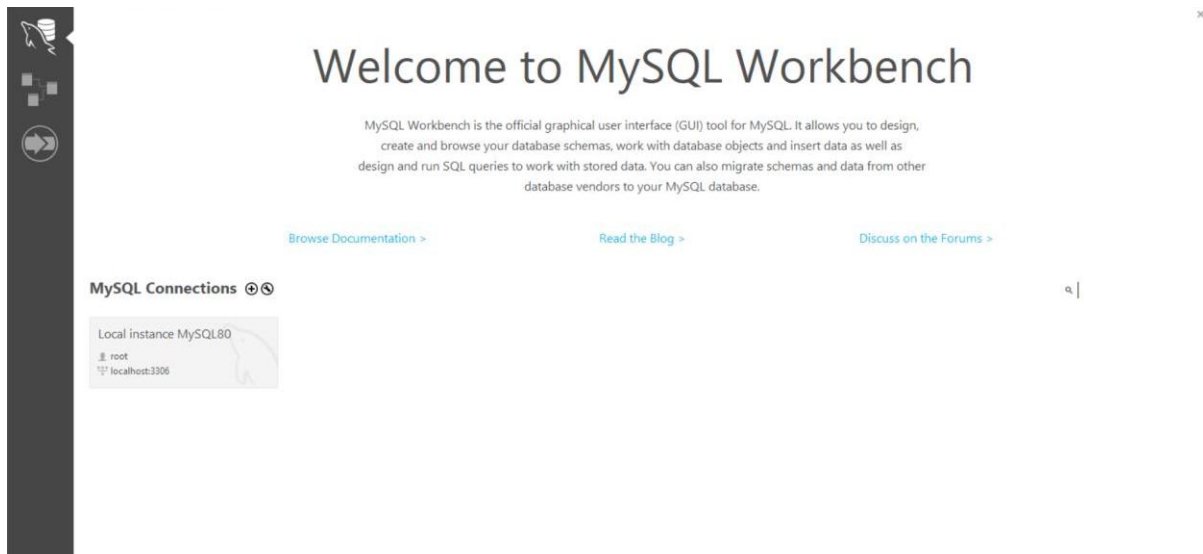 Welcome to MySQL Workbench
MySQL Workbench is the official graphical user interface (GUI) tool for MySQL. It allows you to design,
create and browse your database schemas, work with database objects and insert data as well as
design and run SQL queries to work with stored data. You can also migrate schemas and data from other
database vendors to your MySQL database.
Browse Documentation >
Read the Blog >
Discuss on the Forums >
MySQL Connections
Local instance MySQL80
root
localhost:3306